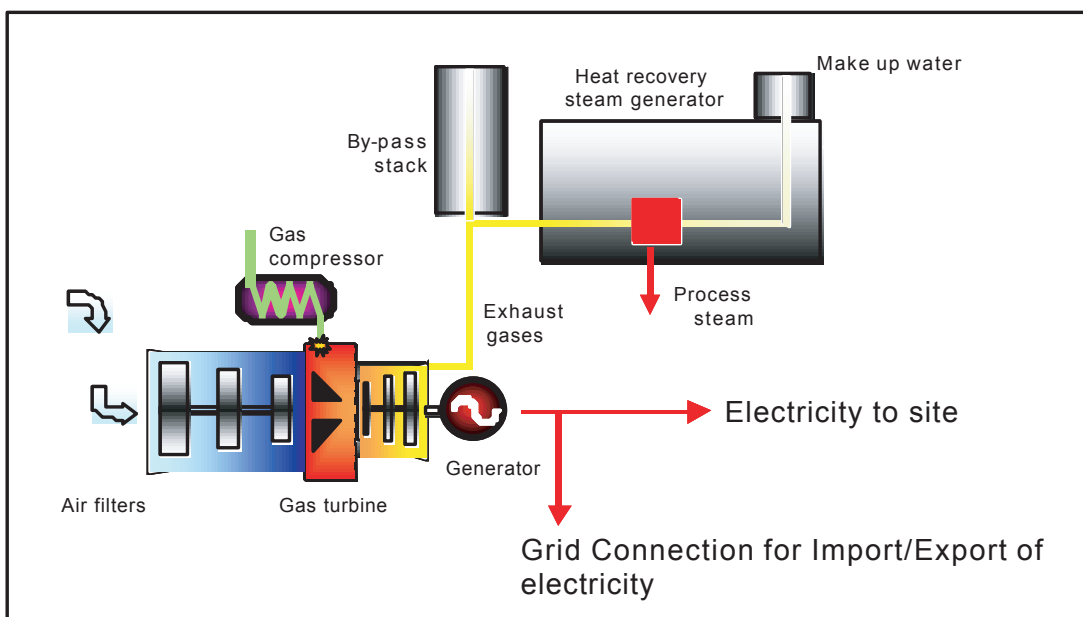 Make up water
Heat recovery
steam generator
By-pass
stack
Gas
compressor
Exhaust
gases
Process
steam
Electricity to site
Generator
Air filters
Gas turbine
Grid Connection for Import/Export of
electricity